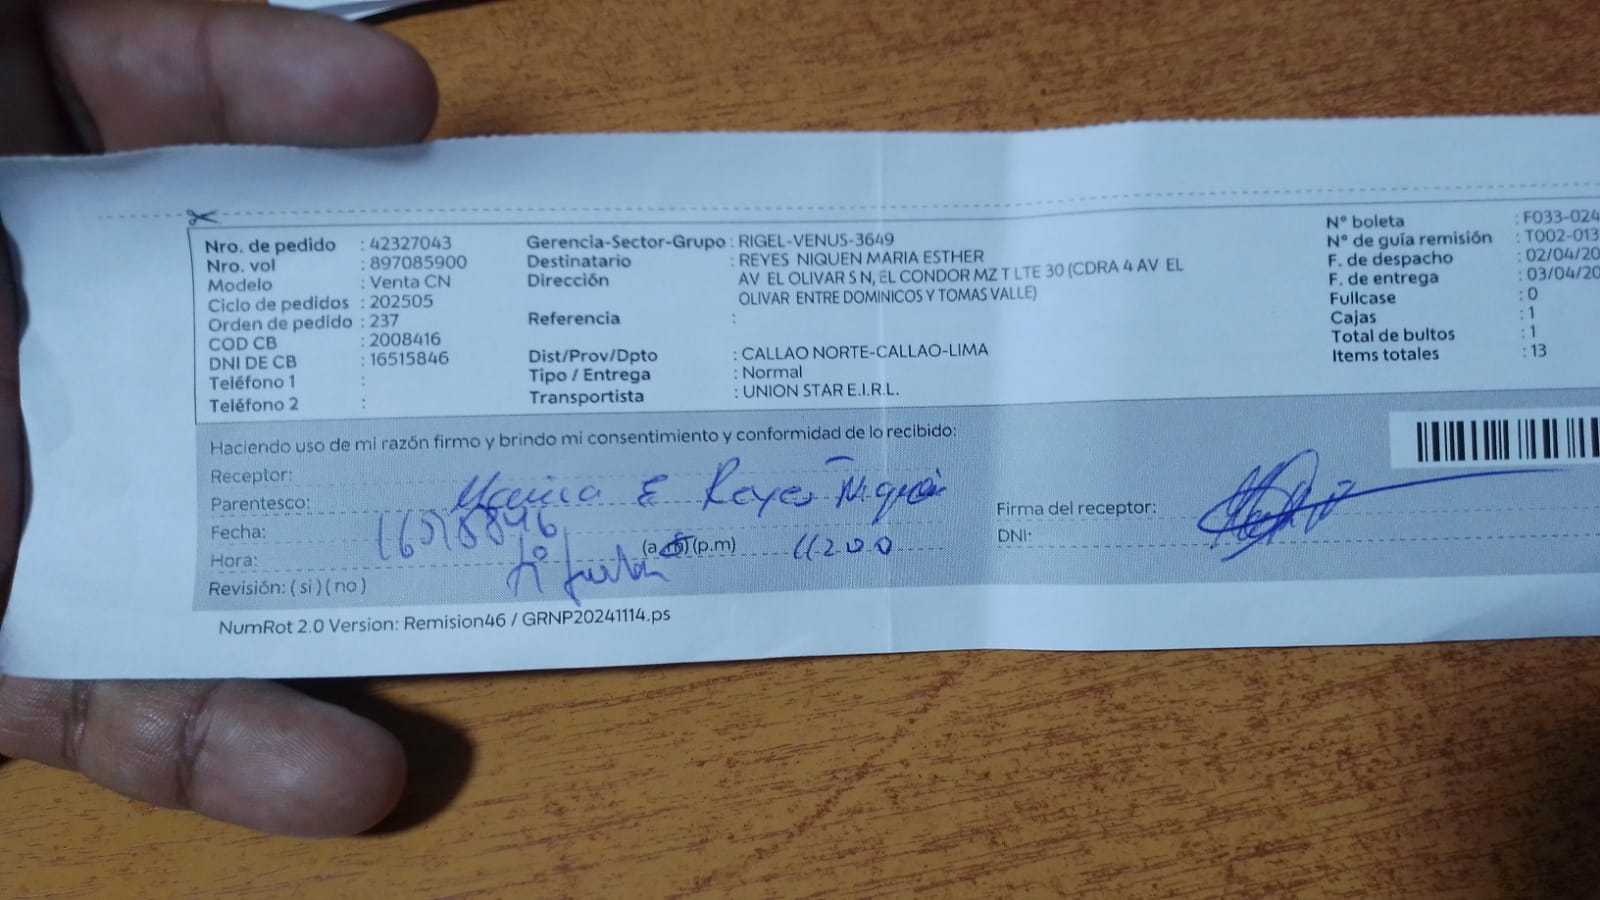 Nro. de pedido : 42327043
Nro. vol : 897085900
Modelo : Venta CN
Ciclo de pedidos : 202505
Orden de pedido : 237
COD CB : 2008416
DNI DE CB : 16515846
Teléfono 1 :
Teléfono 2 :
Gerencia-Sector-Grupo : RIGEL-VENUS-3649
Destinatario : REYES NIQUEN MARIA ESTHER
Dirección AV EL OLIVAR S N, EL CONDOR MZ T LTE 30 (CDRA 4 AV EL
OLIVAR ENTRE DOMINICOS Y TOMAS VALLE)
Referencia :
Dist/Prov/Dpto : CALLAO NORTE-CALLAO-LIMA
Tipo / Entrega : Normal
Transportista : UNION STAR E.I.R.L.
N° boleta : F033-024
N° de guía remisión : T002-013
F. de despacho : 02/04/20
F. de entrega : 03/04/20
Fullcase : 0
Cajas : 1
Total de bultos : 1
Items totales : 13
Haciendo uso de mi razón firmo y brindo mi consentimiento y conformidad de lo recibido:
Receptor:
Parentesco: Maria E Reyes Ñiquen
Fecha:
Hora: (a.m) (p.m) 11200
Revisión: ( si ) ( no )
Firma del receptor:
DNI:
NumRot 2.0 Version: Remision46 / GRNP20241114.ps